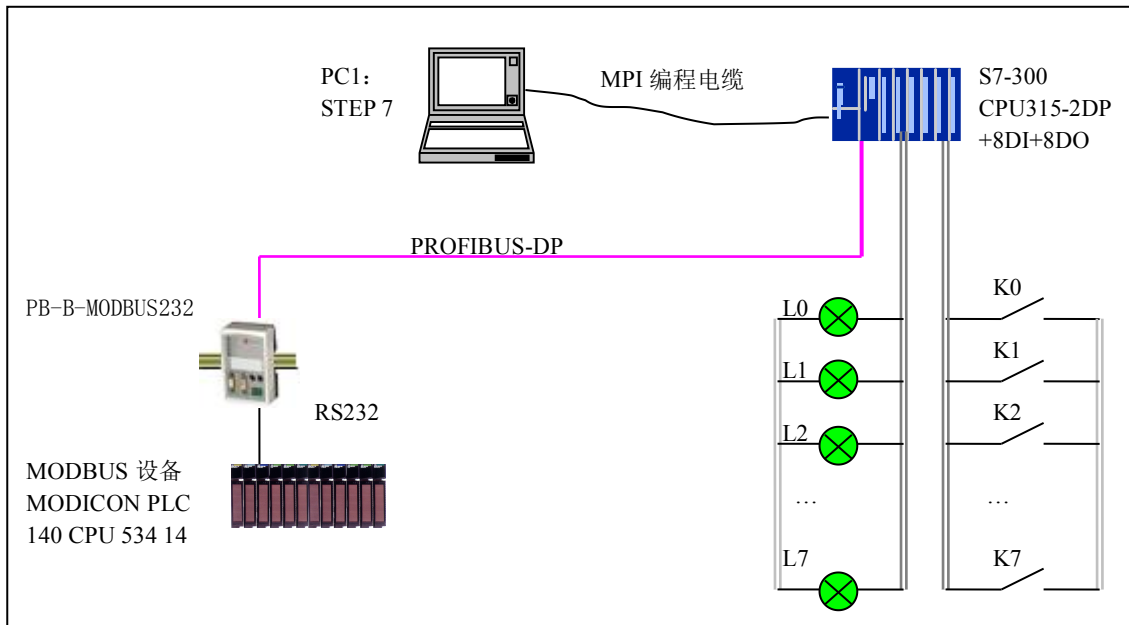 PC1:
STEP 7
MPI 编程电缆
S7-300
CPU315-2DP
+8DI+8DO
PROFIBUS-DP
PB-B-MODBUS232
RS232
MODBUS 设备
MODICON PLC
140 CPU 534 14
L0
K0
L1
K1
L2
K2
…
…
L7
K7